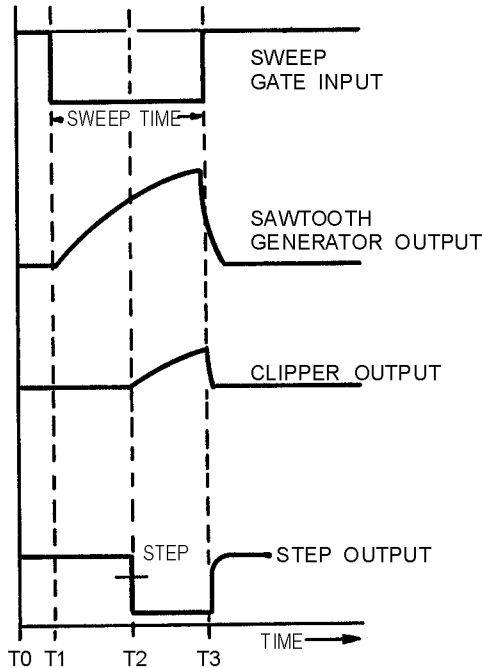 SWEEP
GATE INPUT
SWEEP TIME
SAWTOOTH
GENERATOR OUTPUT
CLIPPER OUTPUT
STEP
STEP OUTPUT
TIME
T0 T1 T2 T3